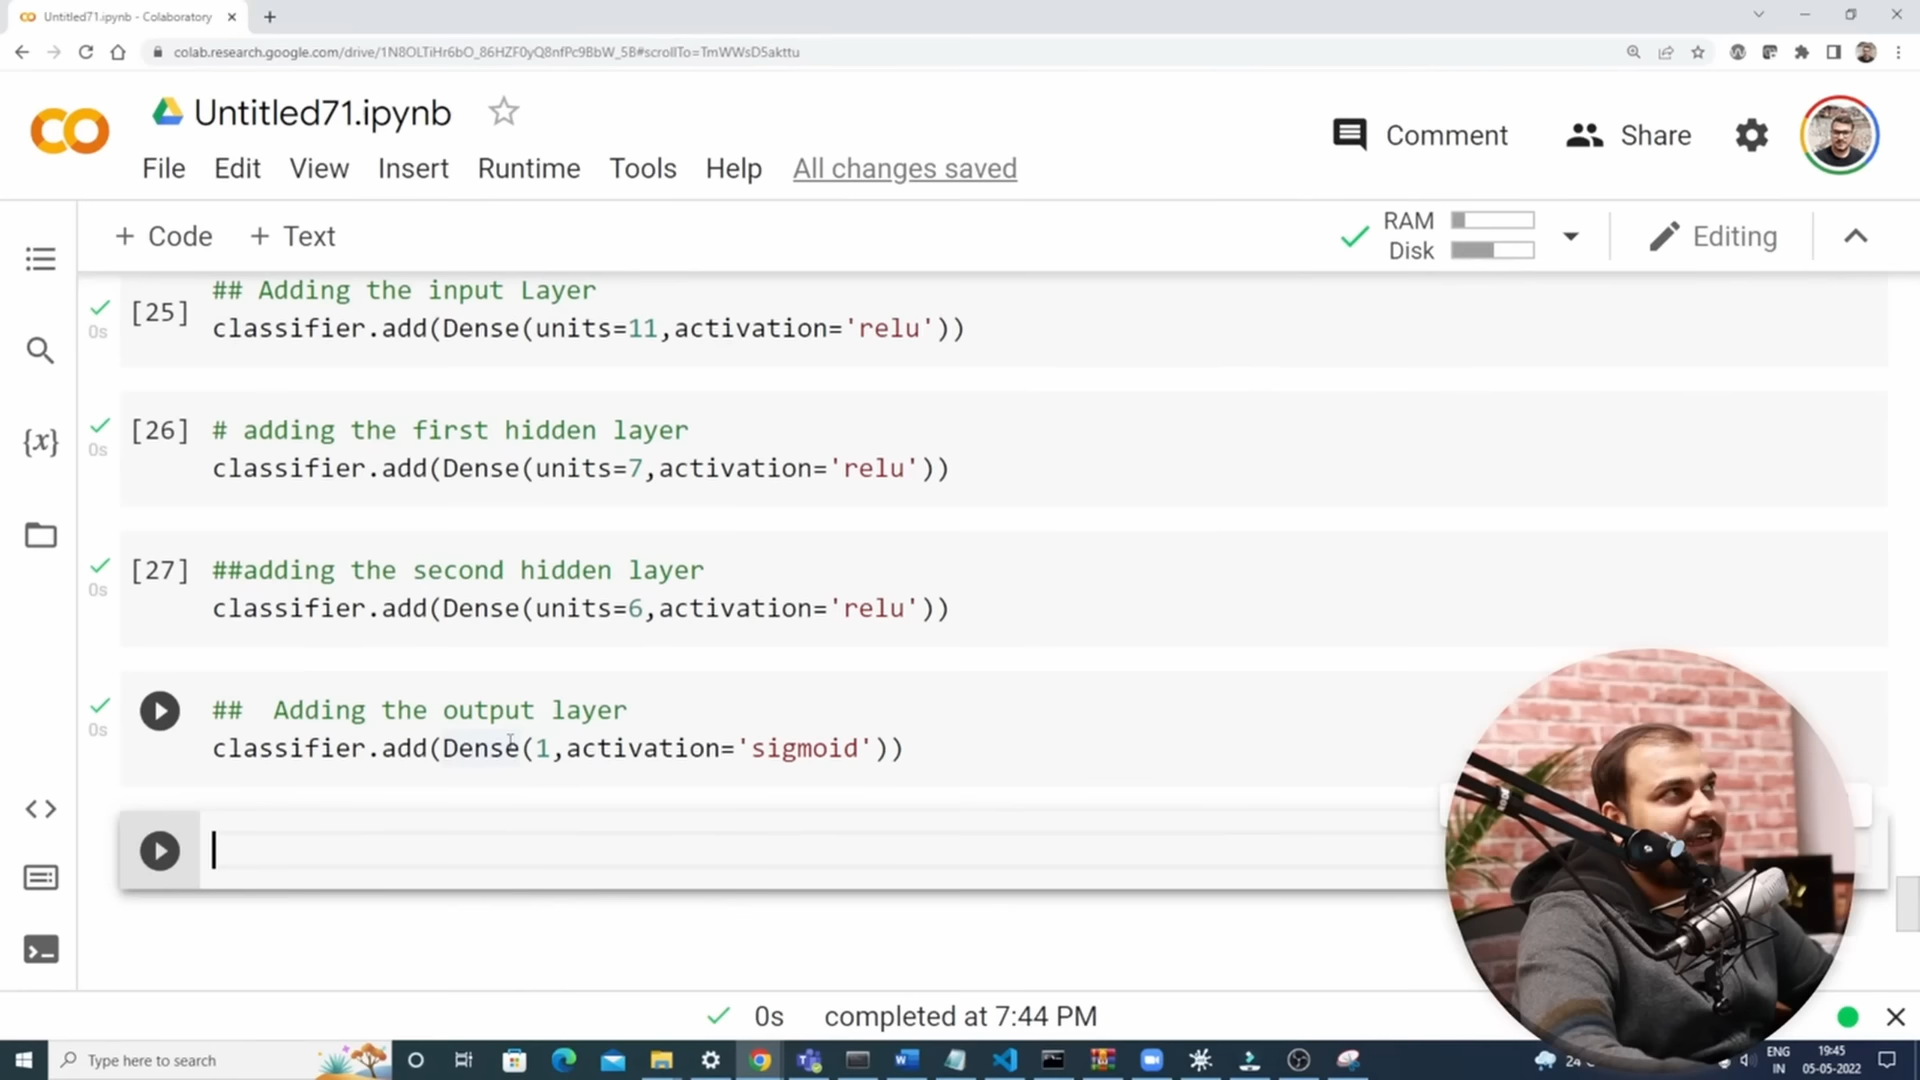 Untitled71.ipynb - Colaboratory
colab.research.google.com/drive/1N8OLTiHr6bO_86HZF0yQ8nfPc9BbW_5B#scrollTo=TmWWsD5akttu
Untitled71.ipynb
Comment
Share
File Edit View Insert Runtime Tools Help All changes saved
+ Code + Text
RAM
Disk
Editing
## Adding the input Layer
[25] classifier.add(Dense(units=11,activation='relu'))
0s
[26] # adding the first hidden layer
0s
classifier.add(Dense(units=7,activation='relu'))
[27] ##adding the second hidden layer
0s
classifier.add(Dense(units=6,activation='relu'))
## Adding the output layer
0s
classifier.add(Dense(1,activation='sigmoid'))
{x}
0s completed at 7:44 PM
Type here to search
24
ENG
IN
19:45
05-05-2022